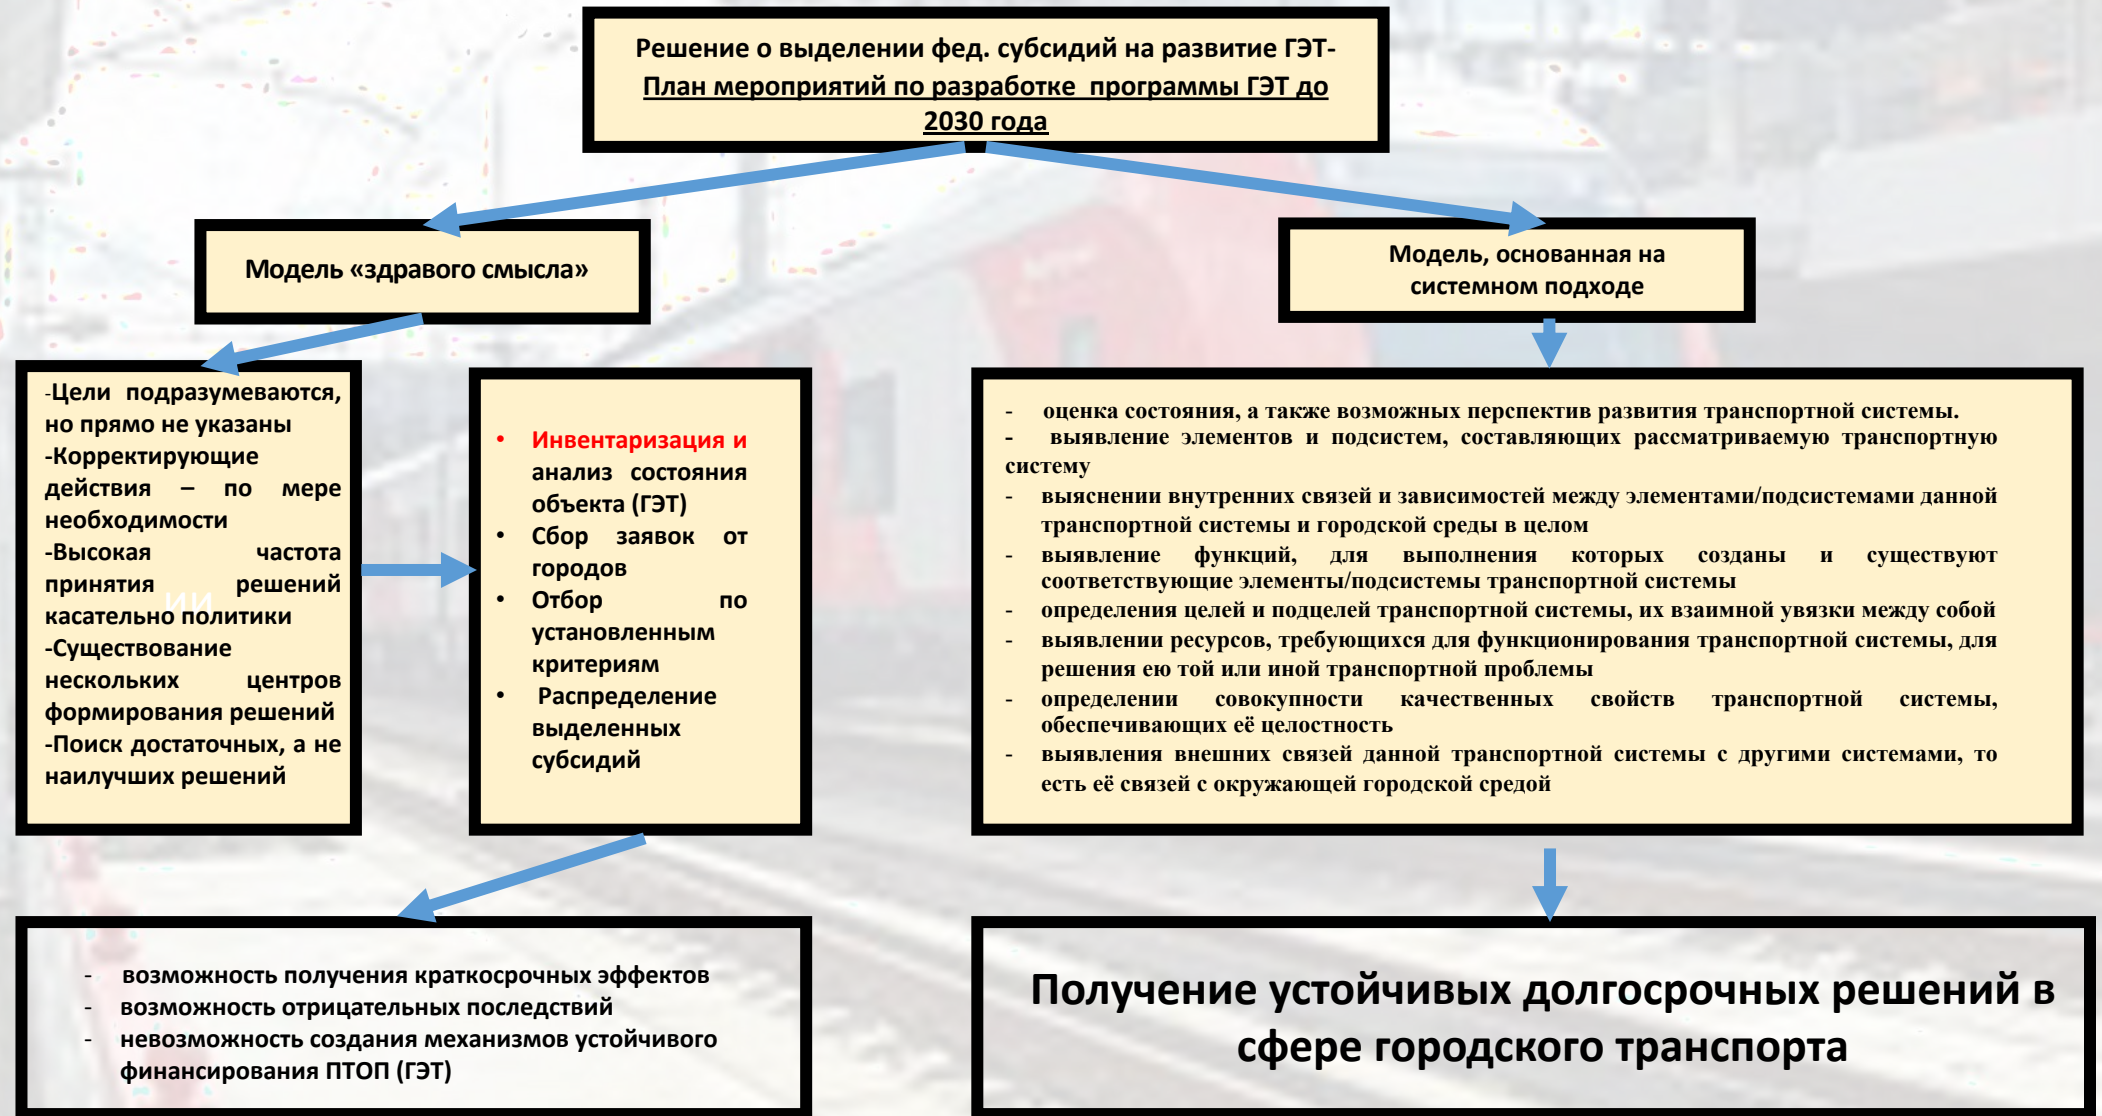 Решение о выделении фед. субсидий на развитие ГЭТ-
План мероприятий по разработке программы ГЭТ до
2030 года
Модель «здравого смысла»
Модель, основанная на
системном подходе
-Цели подразумеваются,
но прямо не указаны
-Корректирующие
действия – по мере
необходимости
-Высокая частота
принятия решений
ии
касательно политики
-Существование
нескольких центров
формирования решений
-Поиск достаточных, а не
наилучших решений
• Инвентаризация и
анализ состояния
объекта (ГЭТ)
• Сбор заявок от
городов
• Отбор по
установленным
критериям
• Распределение
выделенных
субсидий
- оценка состояния, а также возможных перспектив развития транспортной системы.
- выявление элементов и подсистем, составляющих рассматриваемую транспортную
систему
- выяснении внутренних связей и зависимостей между элементами/подсистемами данной
транспортной системы и городской среды в целом
- выявление функций, для выполнения которых созданы и существуют
соответствующие элементы/подсистемы транспортной системы
- определения целей и подцелей транспортной системы, их взаимной увязки между собой
- выявлении ресурсов, требующихся для функционирования транспортной системы, для
решения ею той или иной транспортной проблемы
- определении совокупности качественных свойств транспортной системы,
обеспечивающих её целостность
- выявления внешних связей данной транспортной системы с другими системами, то
есть её связей с окружающей городской средой
- возможность получения краткосрочных эффектов
- возможность отрицательных последствий
- невозможность создания механизмов устойчивого
финансирования ПТОП (ГЭТ)
Получение устойчивых долгосрочных решений в
сфере городского транспорта